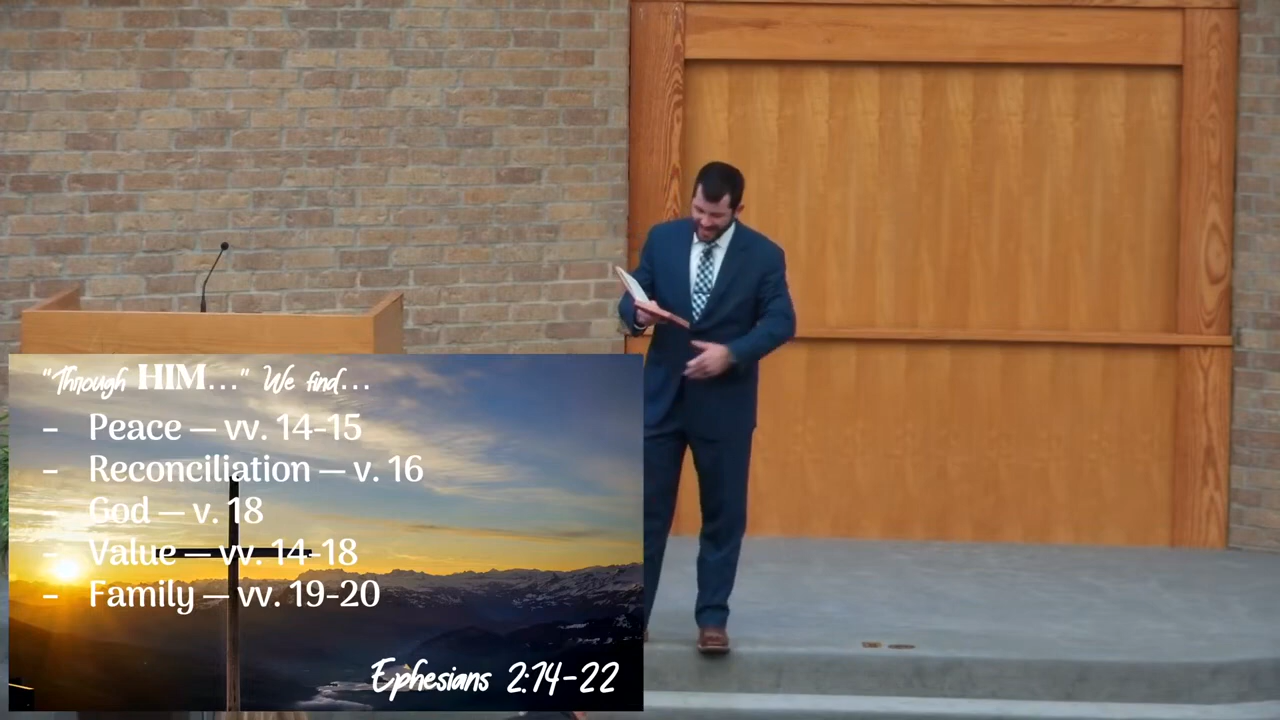 "Through HIM..." We find...
- Peace — vv. 14-15
- Reconciliation — v. 16
- God — v. 18
- Value — vv. 14-18
- Family — vv. 19-20
Ephesians 2:14-22